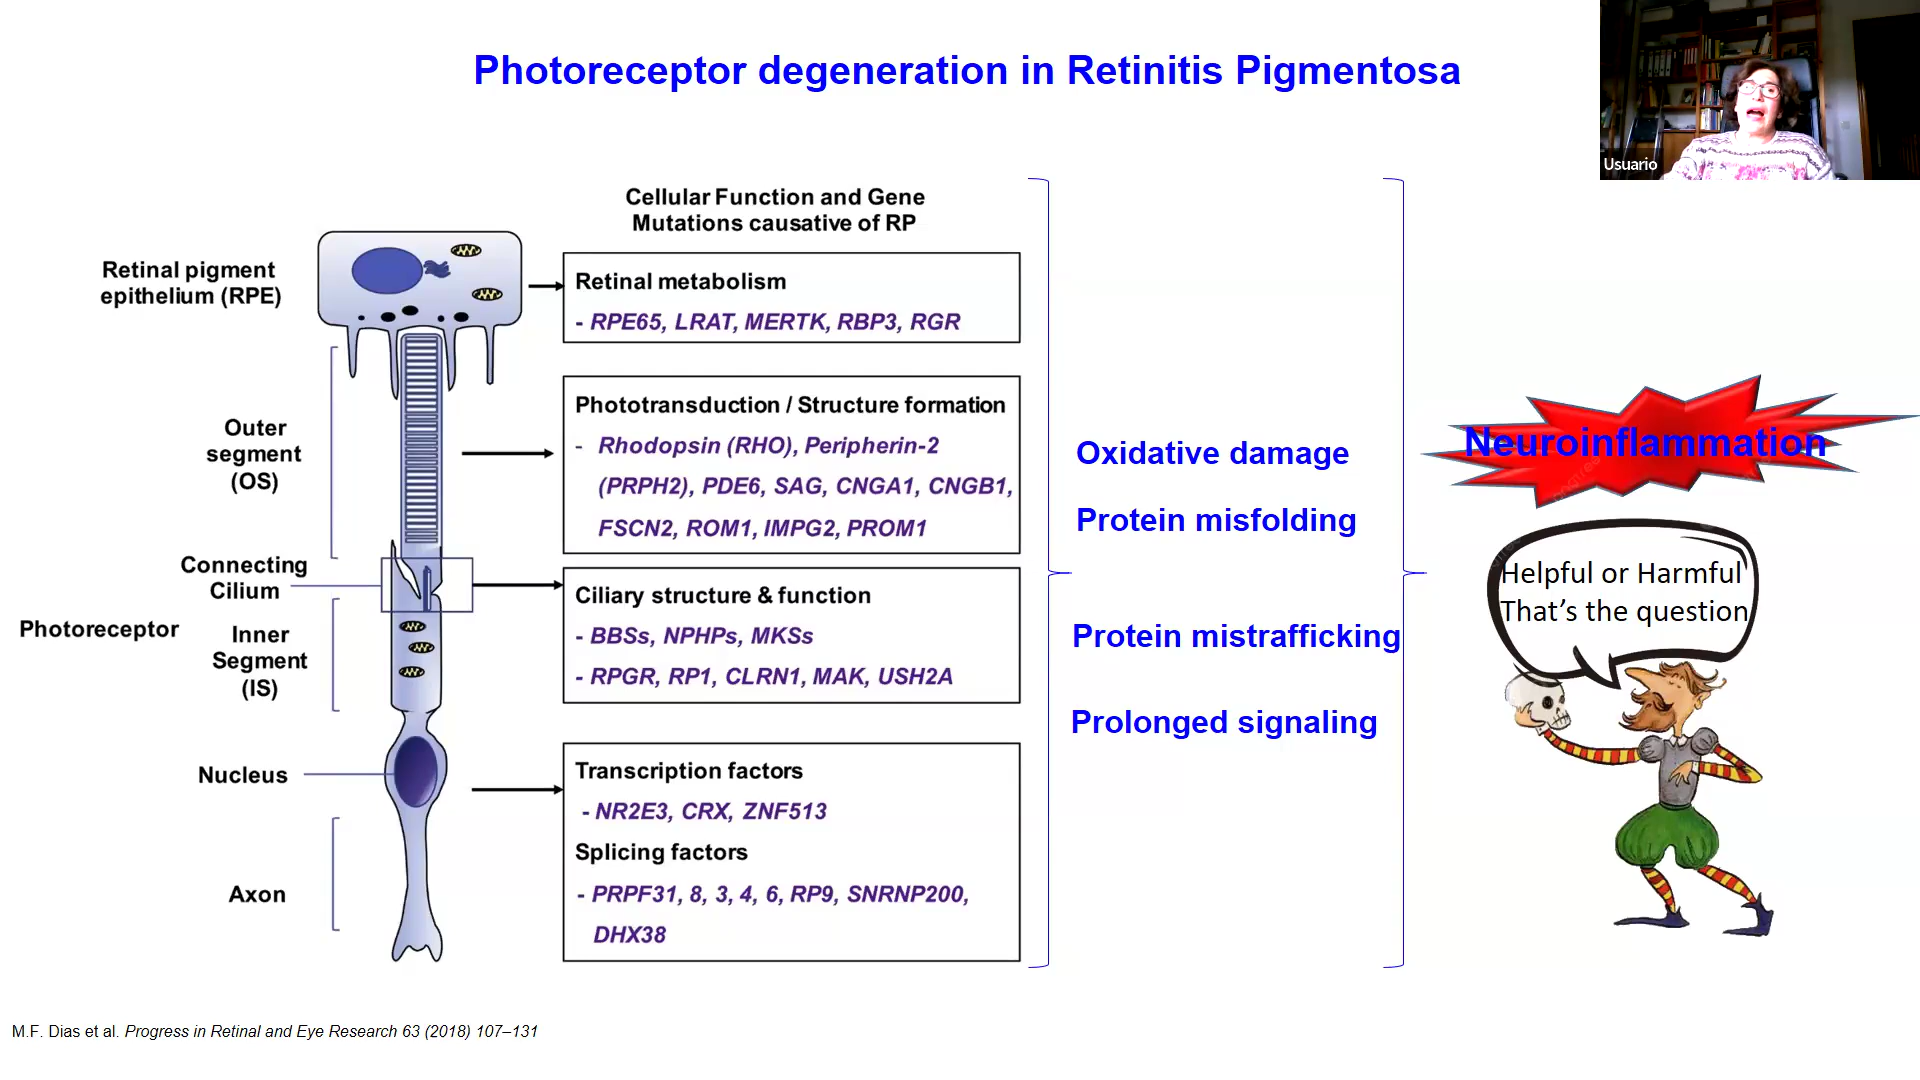 Photoreceptor degeneration in Retinitis Pigmentosa
Usuario
Cellular Function and Gene
Mutations causative of RP
Retinal pigment
epithelium (RPE)
Retinal metabolism
- RPE65, LRAT, MERTK, RBP3, RGR
Outer
segment
(OS)
Phototransduction / Structure formation
- Rhodopsin (RHO), Peripherin-2
(PRPH2), PDE6, SAG, CNGA1, CNGB1,
FSCN2, ROM1, IMPG2, PROM1
Connecting
Cilium
Photoreceptor
Inner
Segment
(IS)
Ciliary structure & function
- BBSs, NPHPs, MKSs
- RPGR, RP1, CLRN1, MAK, USH2A
Nucleus
Axon
Transcription factors
- NR2E3, CRX, ZNF513
Splicing factors
- PRPF31, 8, 3, 4, 6, RP9, SNRNP200,
DHX38
Oxidative damage
Protein misfolding
Protein mistrafficking
Prolonged signaling
Neuroinflammation
Helpful or Harmful
That's the question
M.F. Dias et al. Progress in Retinal and Eye Research 63 (2018) 107–131